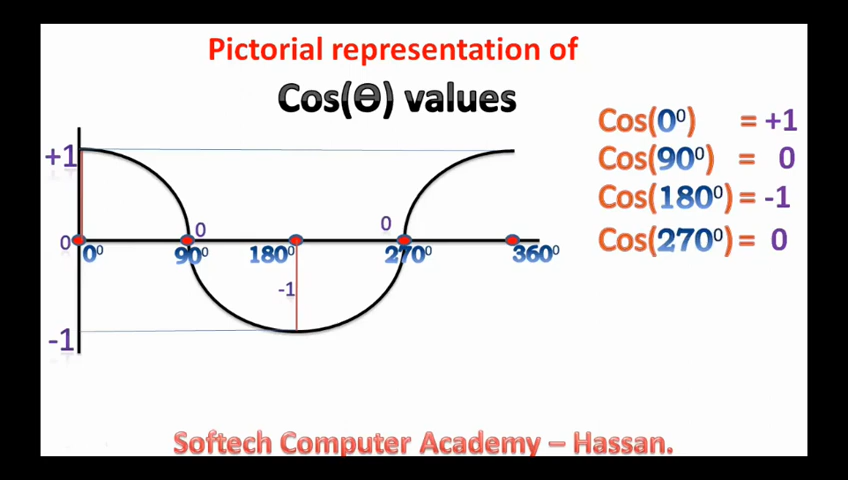 Pictorial representation of
Cos(Ɵ) values
Cos(0⁰) = +1
Cos(90⁰) = 0
Cos(180⁰) = -1
Cos(270⁰) = 0
+1
0
0
0
0⁰
90⁰
180⁰
270⁰
360⁰
-1
-1
Softech Computer Academy – Hassan.